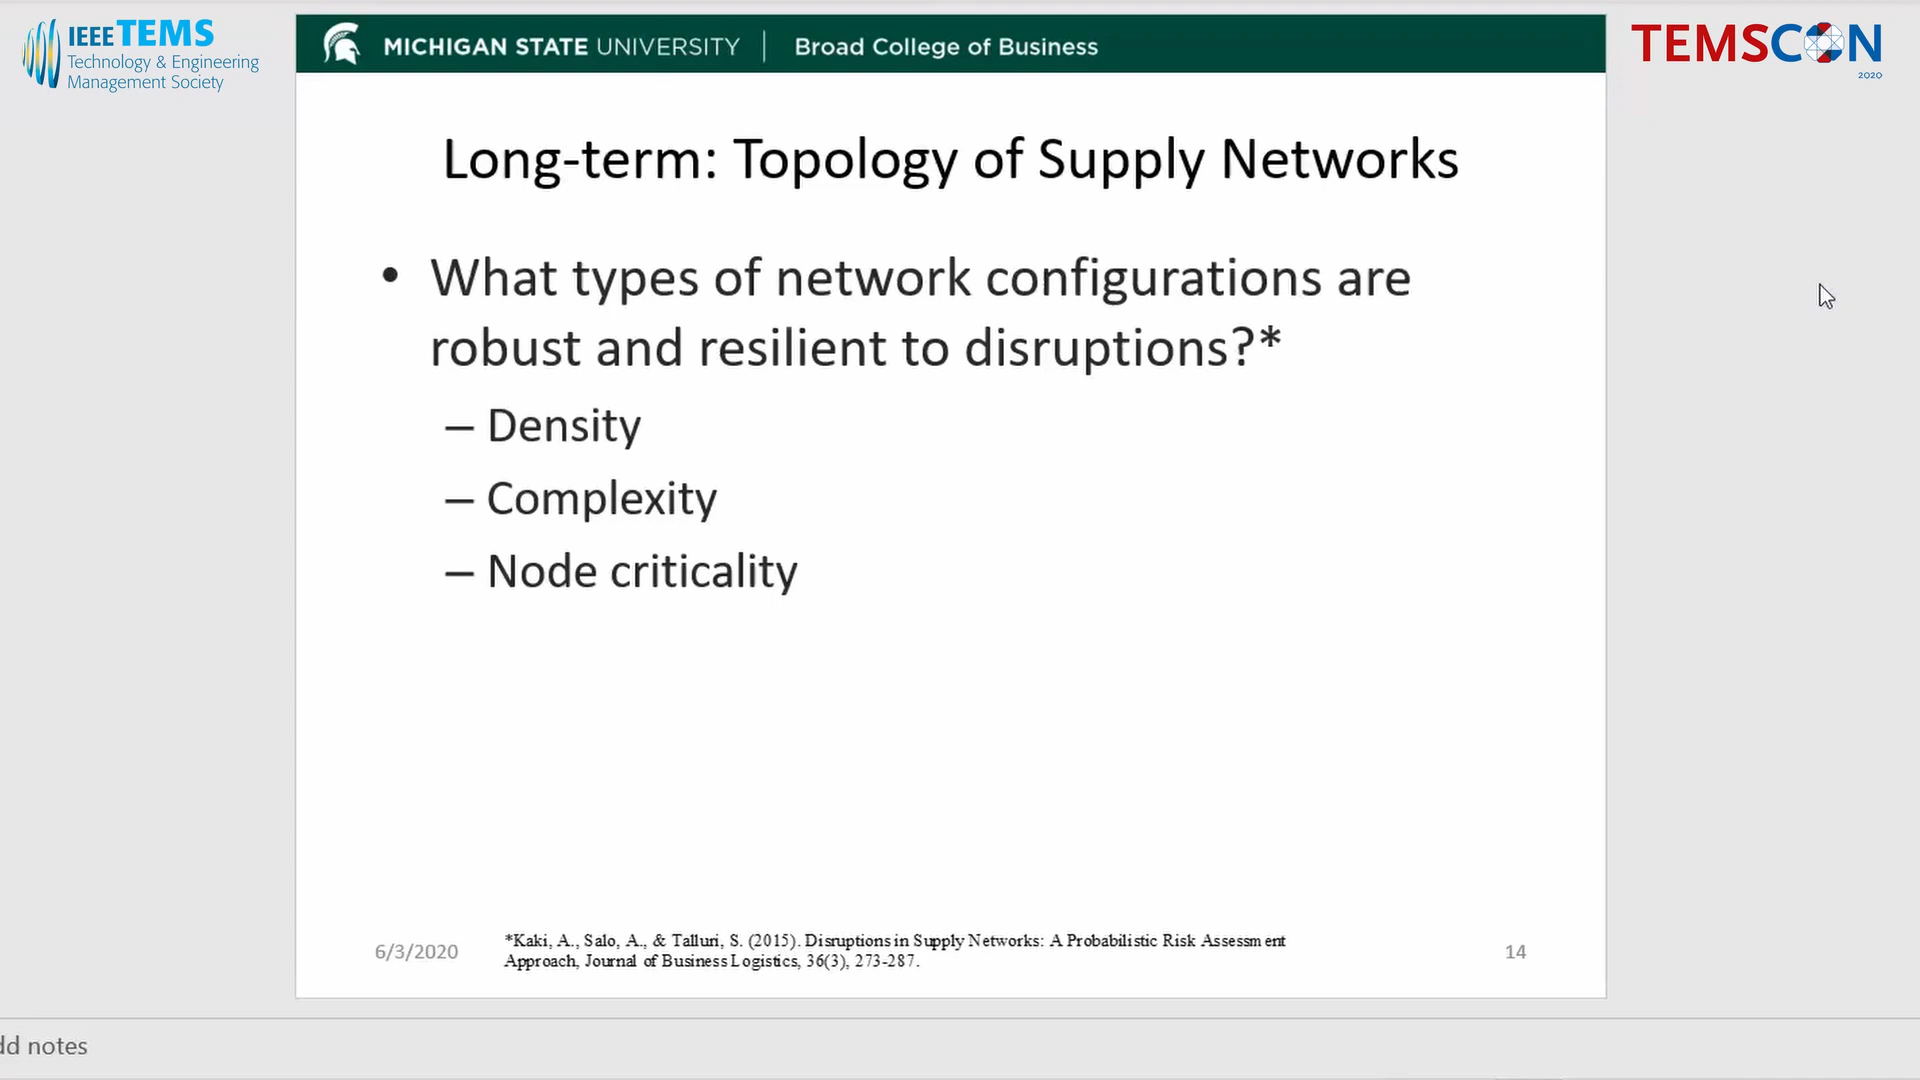 IEEE TEMS
Technology & Engineering
Management Society
MICHIGAN STATE UNIVERSITY | Broad College of Business
TEMSCON
2020
Long-term: Topology of Supply Networks
• What types of network configurations are
robust and resilient to disruptions?*
– Density
– Complexity
– Node criticality
6/3/2020
*Kaki, A., Salo, A., & Talluri, S. (2015). Disruptions in Supply Networks: A Probabilistic Risk Assessment
Approach, Journal of Business Logistics, 36(3), 273-287.
14
dd notes